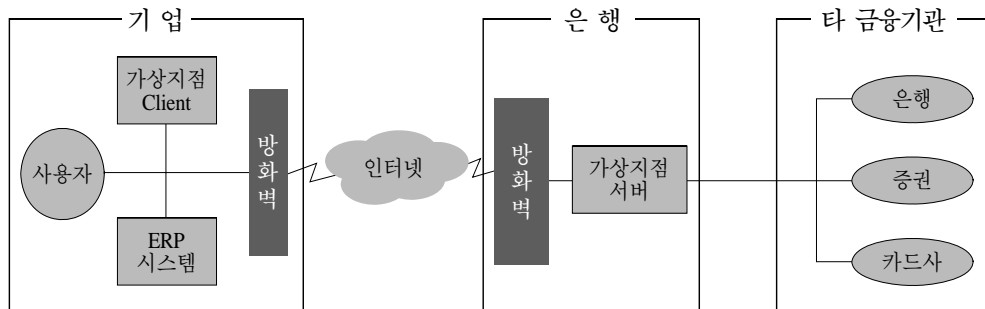 기 업
가상지점
Client
사용자
방
화
벽
ERP
시스템
인터넷
은 행
방
화
벽
가상지점
서버
타 금융기관
은행
증권
카드사